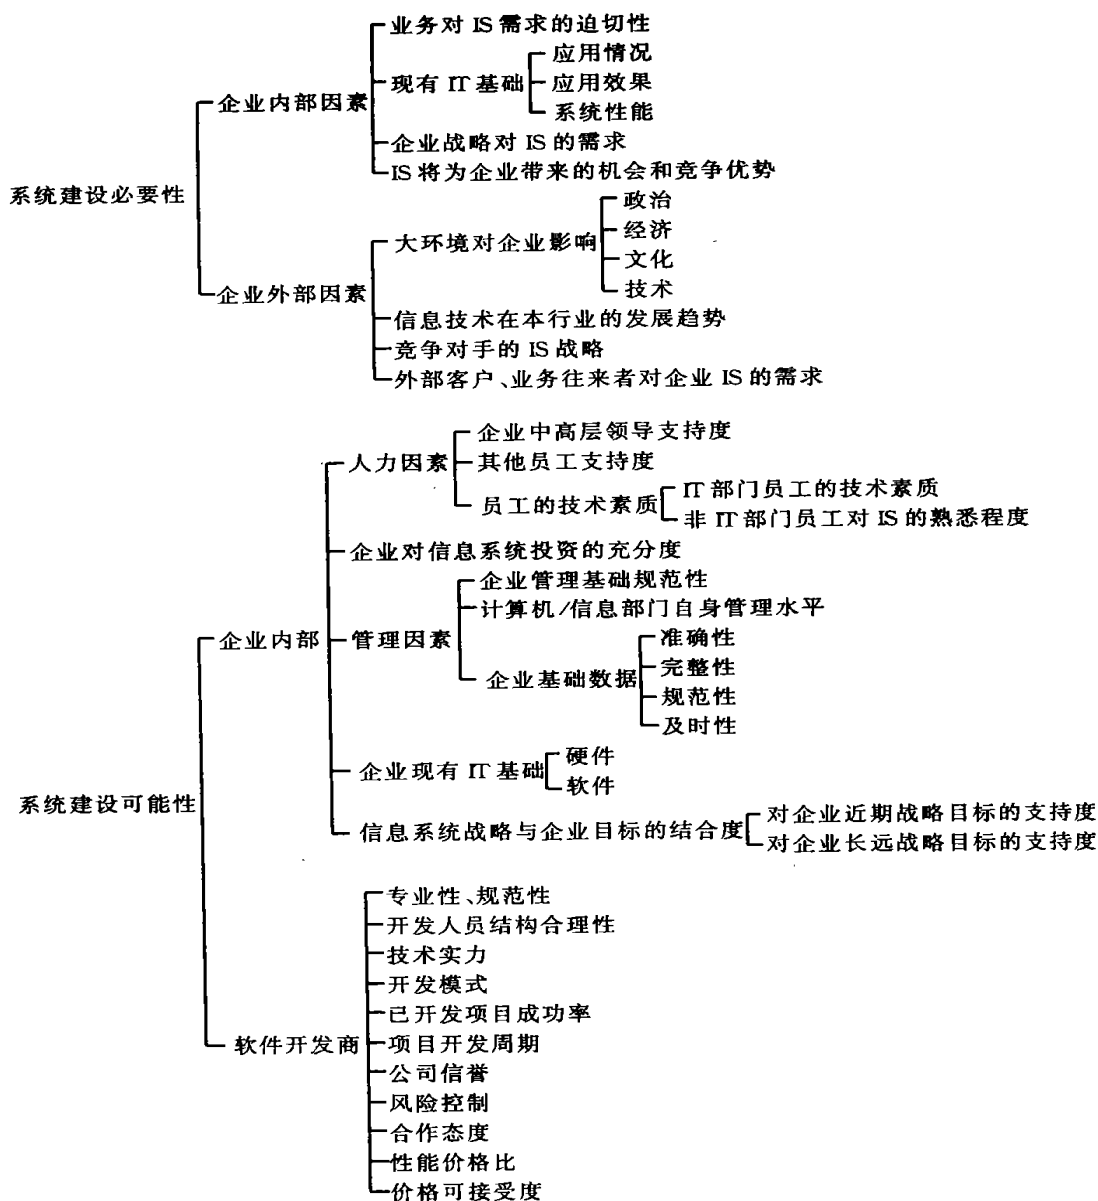 系统建设必要性
企业内部因素
业务对 IS 需求的迫切性
现有 IT 基础
应用情况
应用效果
系统性能
企业战略对 IS 的需求
IS 将为企业带来的机会和竞争优势
企业外部因素
大环境对企业影响
政治
经济
文化
技术
信息技术在本行业的发展趋势
竞争对手的 IS 战略
外部客户、业务往来者对企业 IS 的需求
系统建设可能性
企业内部
人力因素
企业中高层领导支持度
其他员工支持度
员工的技术素质
IT 部门员工的技术素质
非 IT 部门员工对 IS 的熟悉程度
企业对信息系统投资的充分度
管理因素
企业管理基础规范性
计算机/信息部门自身管理水平
企业基础数据
准确性
完整性
规范性
及时性
企业现有 IT 基础
硬件
软件
信息系统战略与企业目标的结合度
对企业近期战略目标的支持度
对企业长远战略目标的支持度
软件开发商
专业性、规范性
开发人员结构合理性
技术实力
开发模式
已开发项目成功率
项目开发周期
公司信誉
风险控制
合作态度
性能价格比
价格可接受度